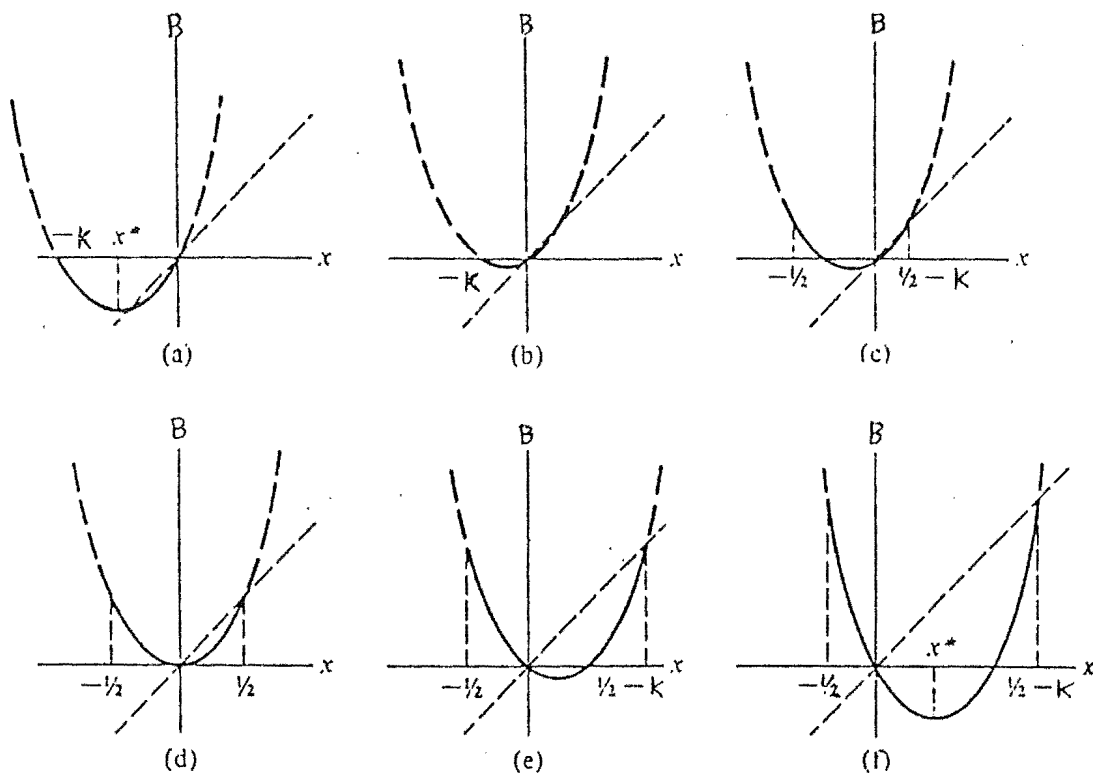 B B B
−K x* x −K x −½ ½−K x
(a) (b) (c)
B B B
−½ ½ x −½ ½−K x −½ x* ½−K x
(d) (e) (f)